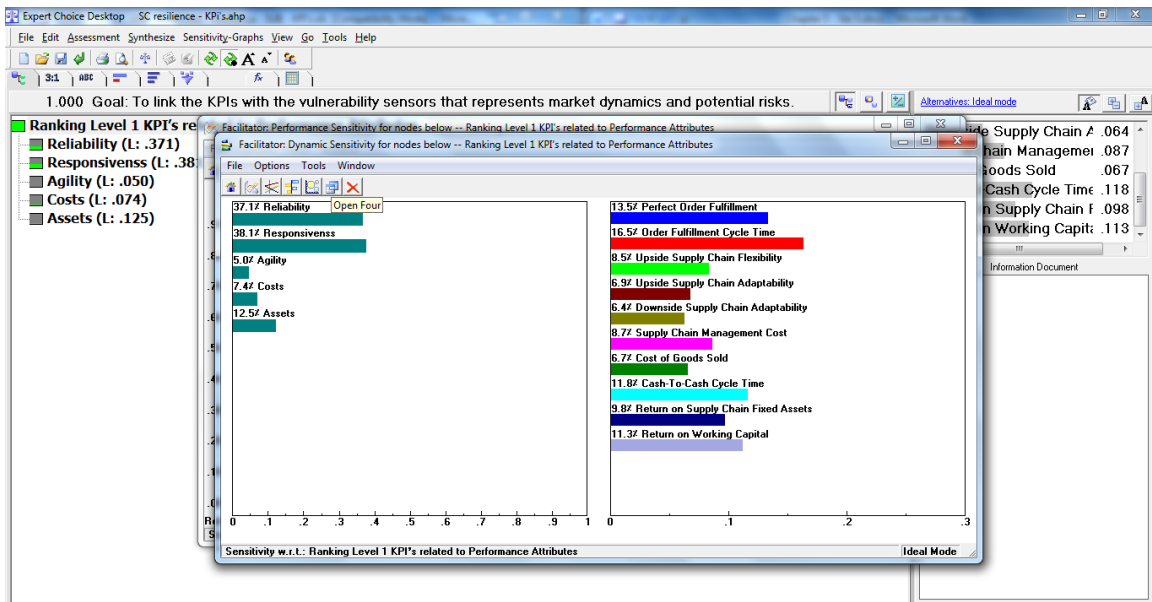 Expert Choice Desktop SC resilience - KPi's.ahp
File Edit Assessment Synthesize Sensitivity-Graphs View Go Tools Help
3:1 ABC fx
1.000 Goal: To link the KPIs with the vulnerability sensors that represents market dynamics and potential risks.
Alternatives: Ideal mode
Ranking Level 1 KPI's re
Reliability (L: .371)
Responsivenss (L: .38
Agility (L: .050)
Costs (L: .074)
Assets (L: .125)
Facilitator: Performance Sensitivity for nodes below -- Ranking Level 1 KPI's related to Performance Attributes
Facilitator: Dynamic Sensitivity for nodes below -- Ranking Level 1 KPI's related to Performance Attributes
File Options Tools Window
Open Four
37.1% Reliability
38.1% Responsivenss
5.0% Agility
7.4% Costs
12.5% Assets
0 .1 .2 .3 .4 .5 .6 .7 .8 .9 1
13.5% Perfect Order Fulfillment
16.5% Order Fulfillment Cycle Time
8.5% Upside Supply Chain Flexibility
6.9% Upside Supply Chain Adaptability
6.4% Downside Supply Chain Adaptability
8.7% Supply Chain Management Cost
6.7% Cost of Goods Sold
11.8% Cash-To-Cash Cycle Time
9.8% Return on Supply Chain Fixed Assets
11.3% Return on Working Capital
0 .1 .2 .3
Sensitivity w.r.t.: Ranking Level 1 KPI's related to Performance Attributes
Ideal Mode
ide Supply Chain A .064
hain Managemei .087
oods Sold .067
Cash Cycle Time .118
n Supply Chain F .098
n Working Capita .113
Information Document